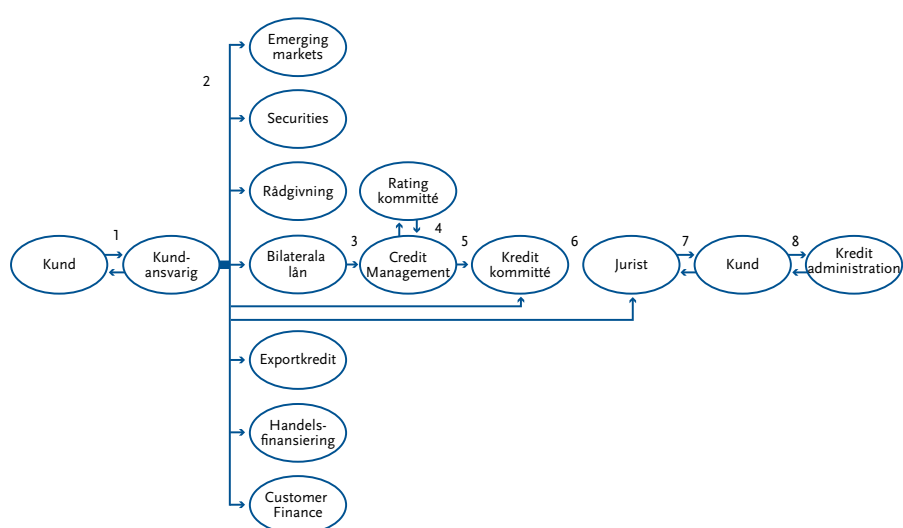 Emerging
markets
2
Securities
Rådgivning
Rating
kommitté
1
Kund
Kund-
ansvarig
Bilaterala
lån
3
Credit
Management
4
5
Kredit
kommitté
6
Jurist
7
Kund
8
Kredit
administration
Exportkredit
Handels-
finansiering
Customer
Finance